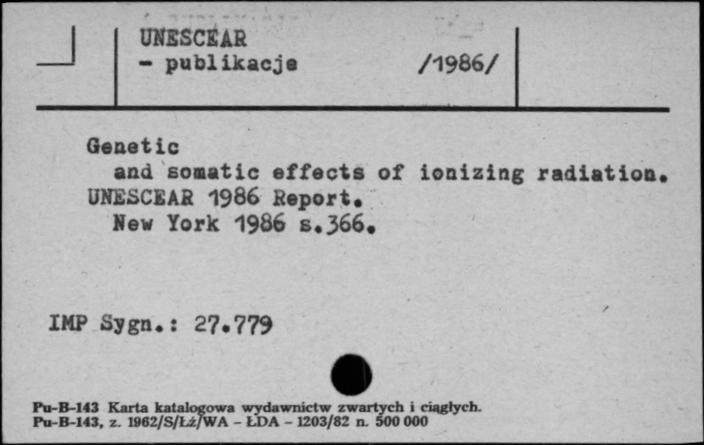 UNESCEAR
- publikacje /1986/
Genetic
and somatic effects of ionizing radiation.
UNESCEAR 1986 Report.
New York 1986 s.366.
IMP Sygn.: 27.779
Pu-B-143 Karta katalogowa wydawnictw zwartych i ciągłych.
Pu-B-143, z. 1962/S/Łź/WA - ŁDA - 1203/82 n. 500 000